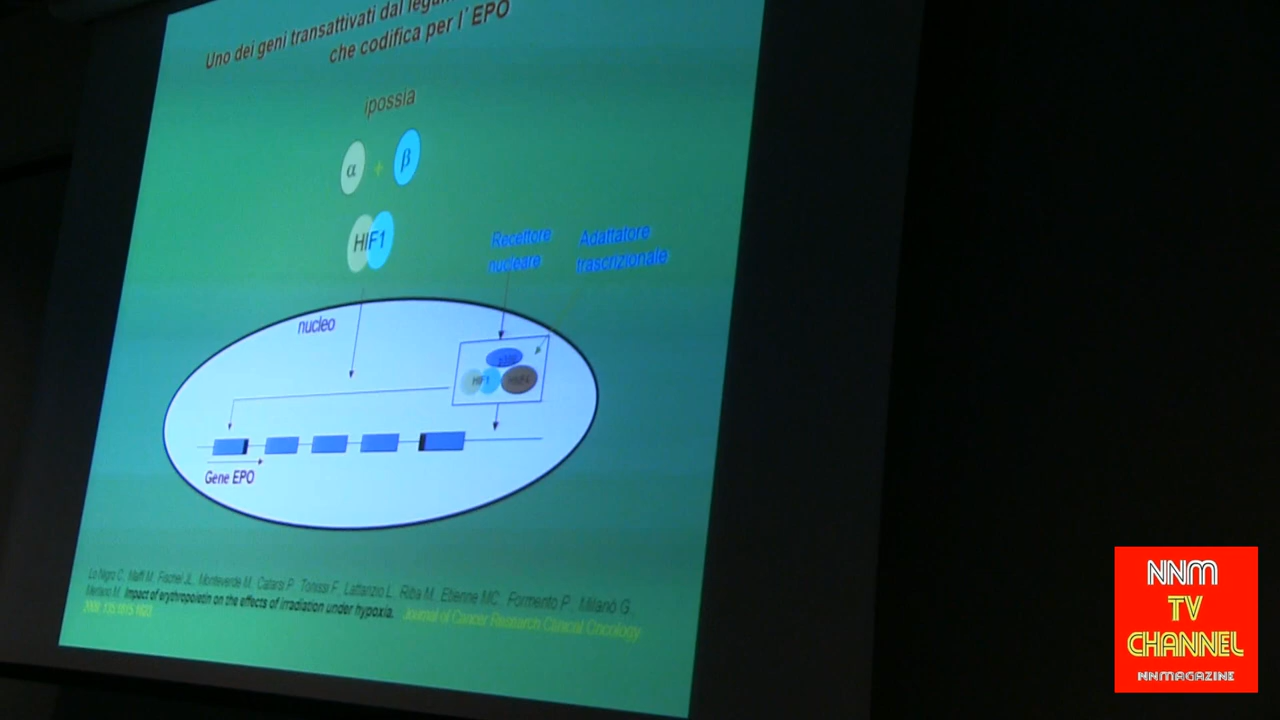 Uno dei geni transattivati dal
che codifica per l'EPO
ipossia
α + β
HIF1
Recettore
nucleare
Adattatore
trascrizionale
nucleo
HIF1
Gene EPO
Lo Nigro C, Maffi M, Fischel JL, Monteverde M, Catarsi P, Tonissi F, Lattanzio L, Riba M, Etienne MC, Formento P, Milano G,
Merlano M. Impact of erythropoietin on the effects of irradiation under hypoxia. Journal of Cancer Research Clinical Oncology
NNM
TV
CHANNEL
NNMAGAZINE